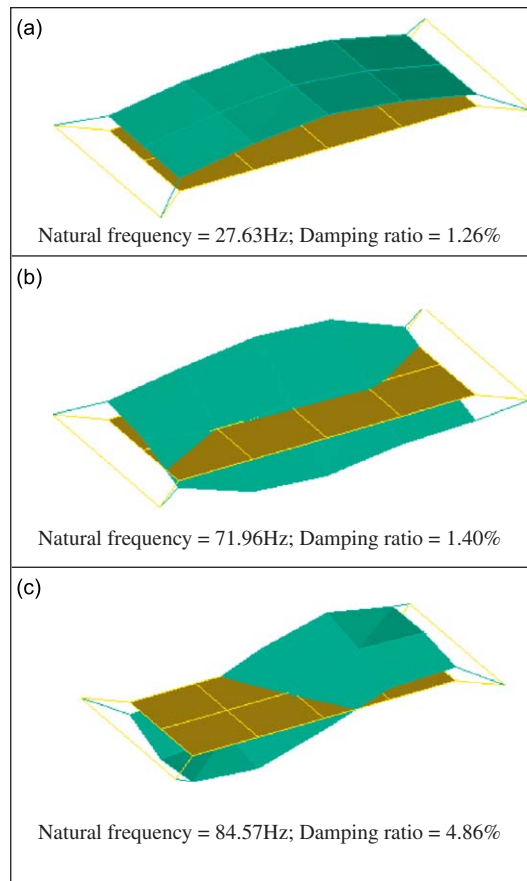 (a)
Natural frequency = 27.63Hz; Damping ratio = 1.26%
(b)
Natural frequency = 71.96Hz; Damping ratio = 1.40%
(c)
Natural frequency = 84.57Hz; Damping ratio = 4.86%